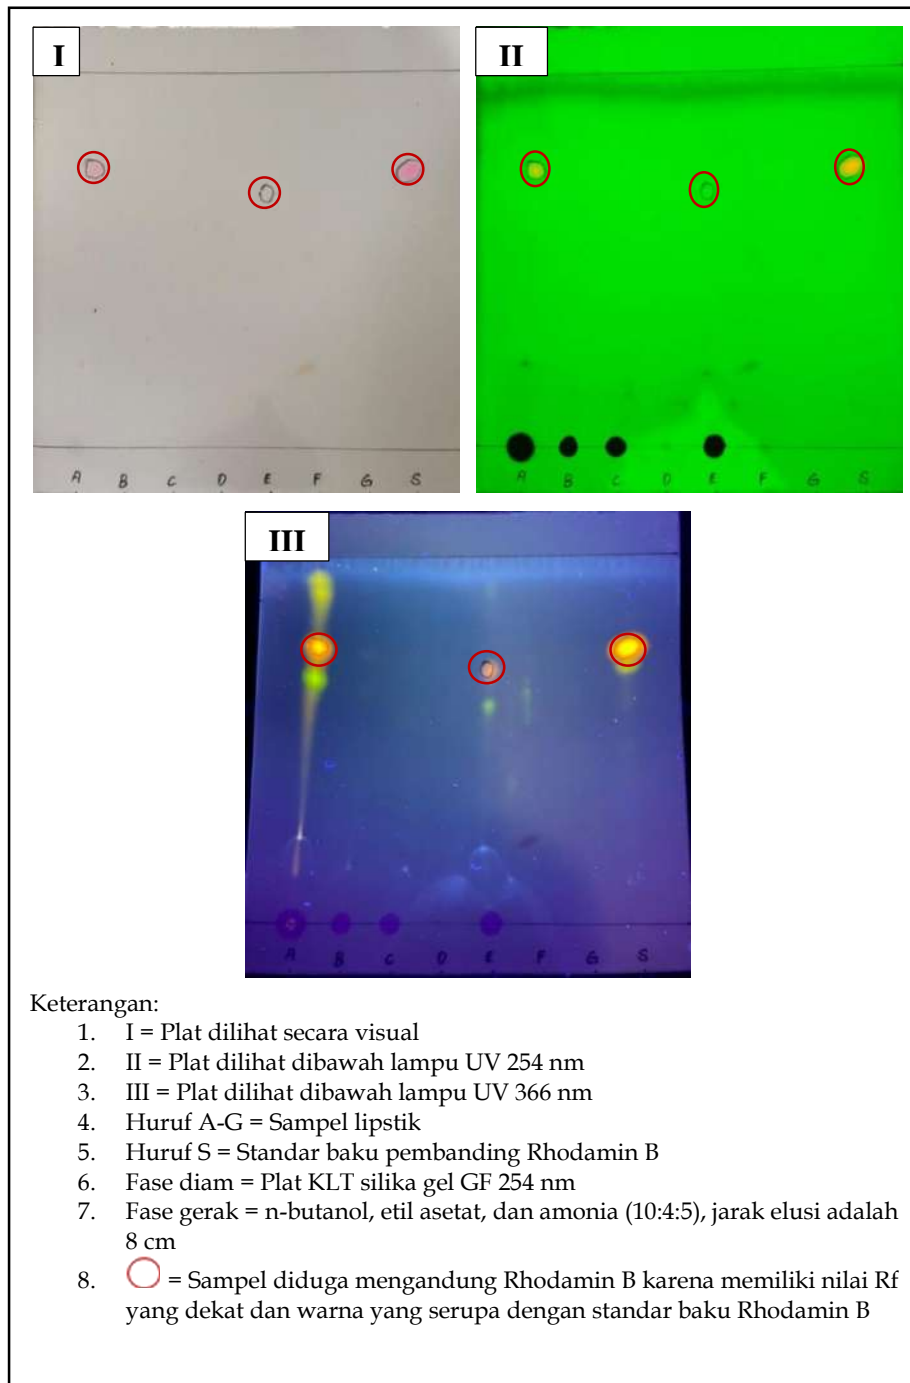 I
II
A B C D E F G S
A B C D E F G S
III
A B C D E F G S
Keterangan:
1. I = Plat dilihat secara visual
2. II = Plat dilihat dibawah lampu UV 254 nm
3. III = Plat dilihat dibawah lampu UV 366 nm
4. Huruf A-G = Sampel lipstik
5. Huruf S = Standar baku pembanding Rhodamin B
6. Fase diam = Plat KLT silika gel GF 254 nm
7. Fase gerak = n-butanol, etil asetat, dan amonia (10:4:5), jarak elusi adalah
8 cm
8. = Sampel diduga mengandung Rhodamin B karena memiliki nilai Rf
yang dekat dan warna yang serupa dengan standar baku Rhodamin B